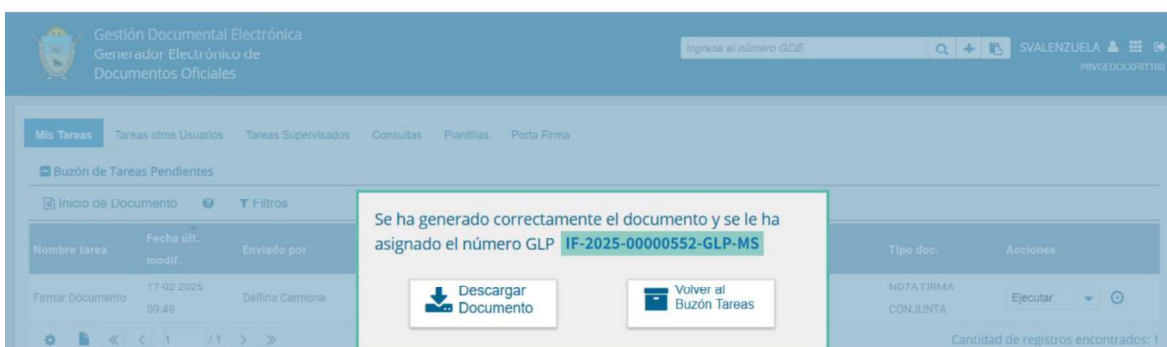 Gestión Documental Electrónica
Generador Electrónico de
Documentos Oficiales
Ingrese el número GDE
SVALENZUELA
PRVGEDOLXFRTT00
Mis Tareas Tareas otros Usuarios Tareas Supervisados Consultas Plantillas Porta Firma
Buzón de Tareas Pendientes
Inicio de Documento Filtros
Se ha generado correctamente el documento y se le ha
asignado el número GLP IF-2025-00000552-GLP-MS
Descargar
Documento
Volver al
Buzón Tareas
Nombre tarea Fecha últ.
modif. Enviado por Tipo doc. Acciones
Firmar Documento 17-02-2025
09:49 Delfina Carmona NOTA FIRMA
CONJUNTA Ejecutar
1 /1 Cantidad de registros encontrados: 1